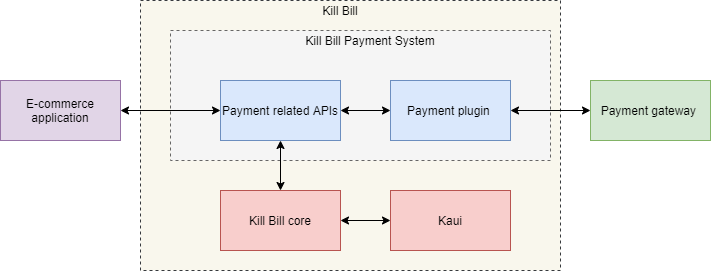 Kill Bill
Kill Bill Payment System
E-commerce
application
Payment related APIs
Payment plugin
Payment gateway
Kill Bill core
Kaui